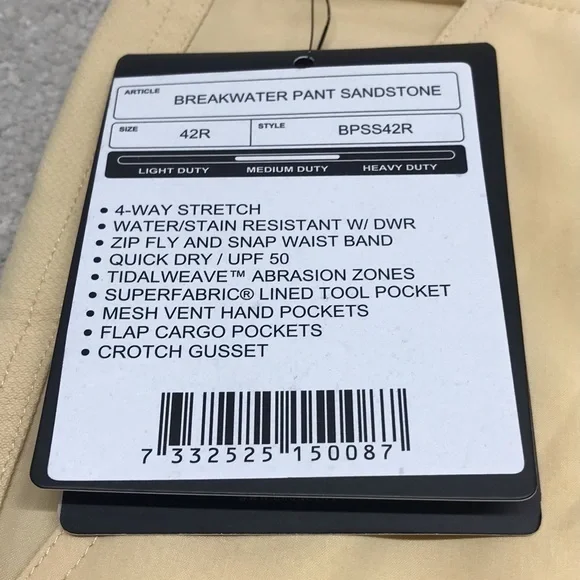 ARTICLE BREAKWATER PANT SANDSTONE
SIZE 42R STYLE BPSS42R
LIGHT DUTY MEDIUM DUTY HEAVY DUTY
• 4-WAY STRETCH
• WATER/STAIN RESISTANT W/ DWR
• ZIP FLY AND SNAP WAIST BAND
• QUICK DRY / UPF 50
• TIDALWEAVE™ ABRASION ZONES
• SUPERFABRIC® LINED TOOL POCKET
• MESH VENT HAND POCKETS
• FLAP CARGO POCKETS
• CROTCH GUSSET
7 332525 150087